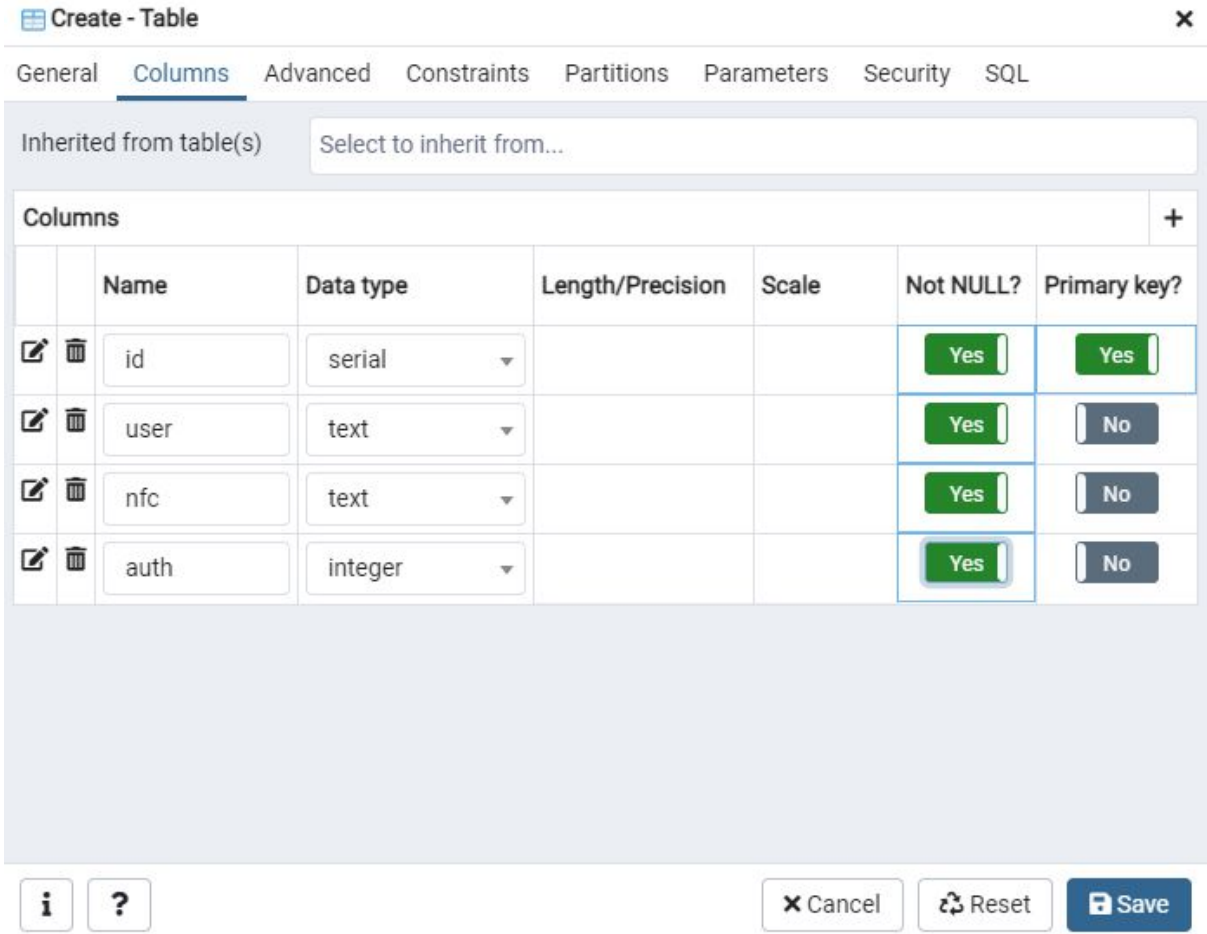 Create - Table
General Columns Advanced Constraints Partitions Parameters Security SQL
Inherited from table(s) Select to inherit from...
Columns
Name Data type Length/Precision Scale Not NULL? Primary key?
id serial Yes Yes
user text Yes No
nfc text Yes No
auth integer Yes No
i ? Cancel Reset Save